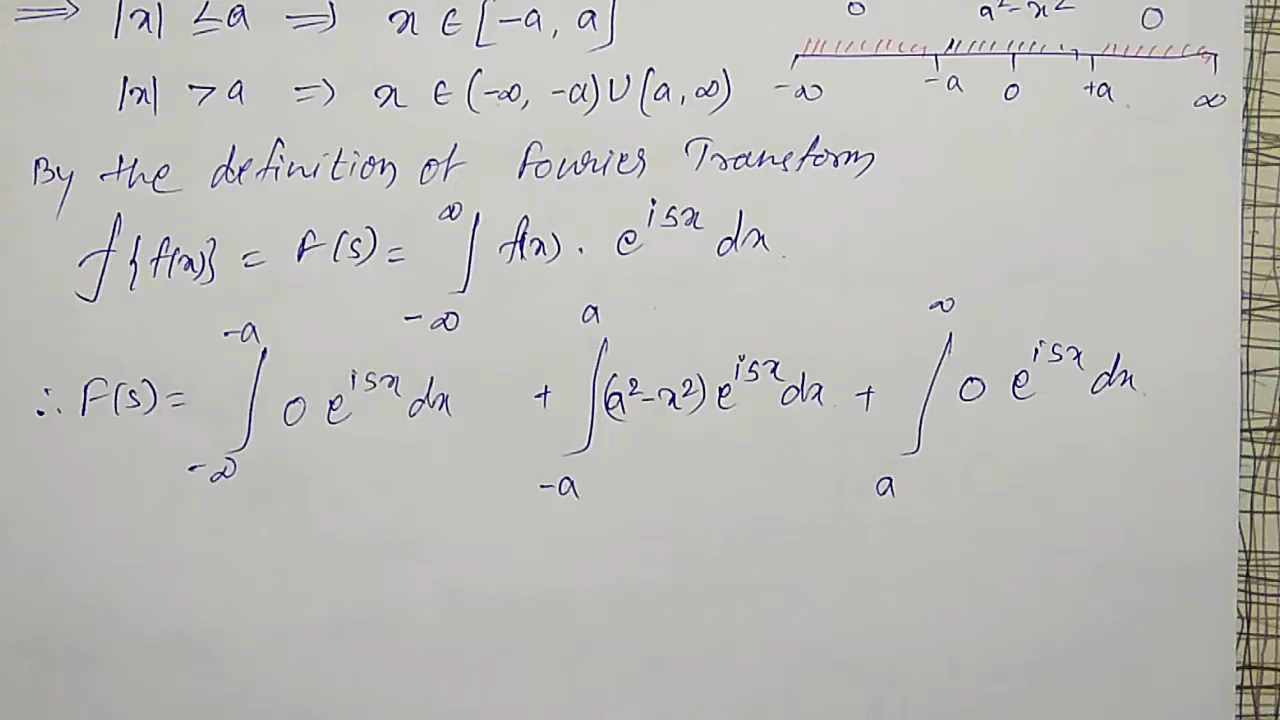 ⟹ |x| ≤ a ⟹ x ∈ [-a, a]
0 a²-x² 0
|x| > a ⟹ x ∈ (-∞, -a) ∪ (a, ∞)
-∞ -a 0 +a ∞
By the definition of Fourier Transform
f{f(x)} = F(s) = ∫_{-∞}^{∞} f(x) · e^{isx} dx.
∴ F(s) = ∫_{-∞}^{-a} 0 e^{isx} dx + ∫_{-a}^{a} (a²-x²) e^{isx} dx + ∫_{a}^{∞} 0 e^{isx} dx.